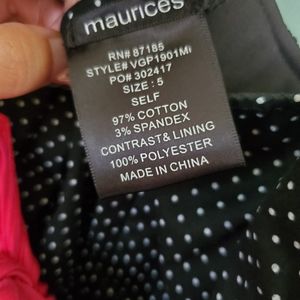 maurices
RN# 87185
STYLE# VGP1901Mi
PO# 302417
SIZE : 5
SELF
97% COTTON
3% SPANDEX
CONTRAST& LINING
100% POLYESTER
MADE IN CHINA